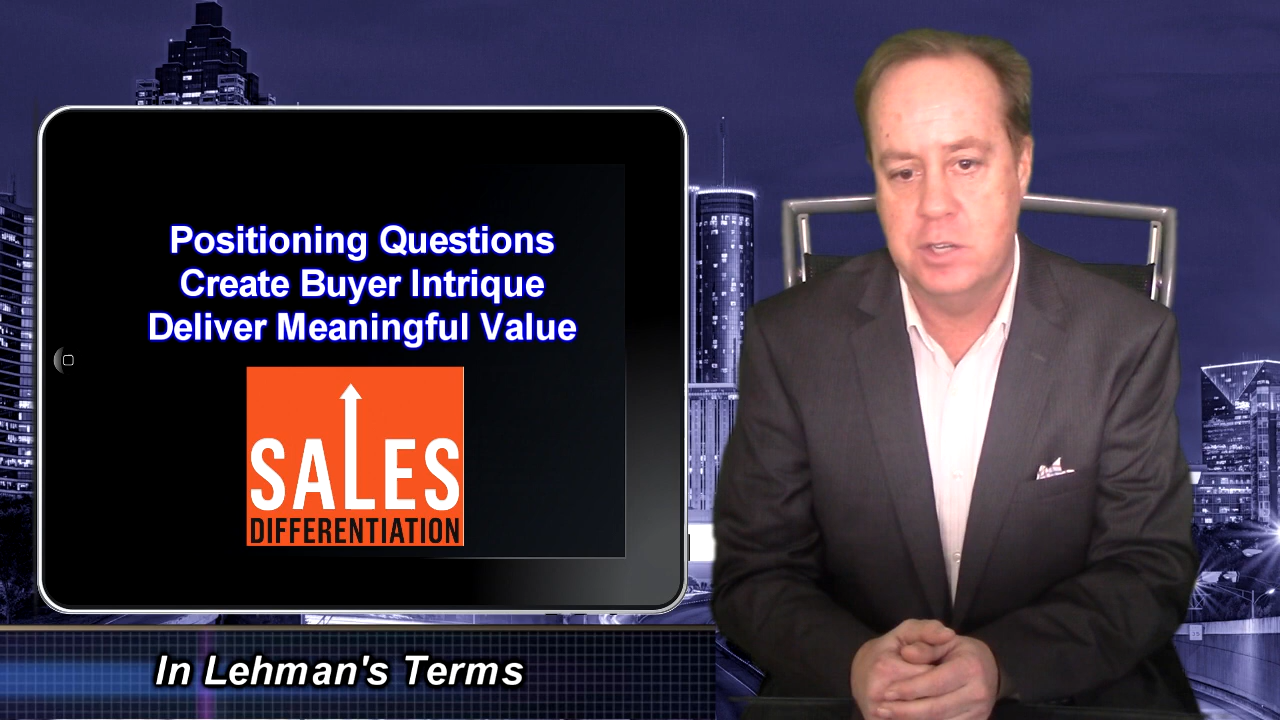 Positioning Questions
Create Buyer Intrique
Deliver Meaningful Value
SALES
DIFFERENTIATION
In Lehman's Terms